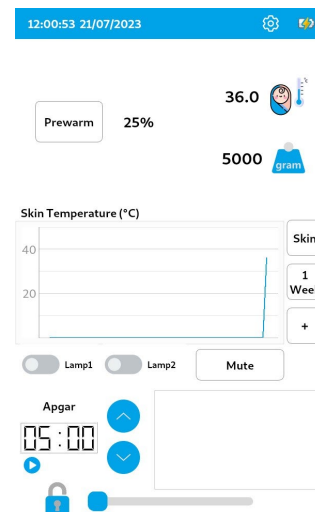 12:00:53 21/07/2023
36.0
Prewarm 25%
5000 gram
Skin Temperature (°C)
Skin
40
1
Week
20
+
Lamp1 Lamp2 Mute
Apgar
05:00